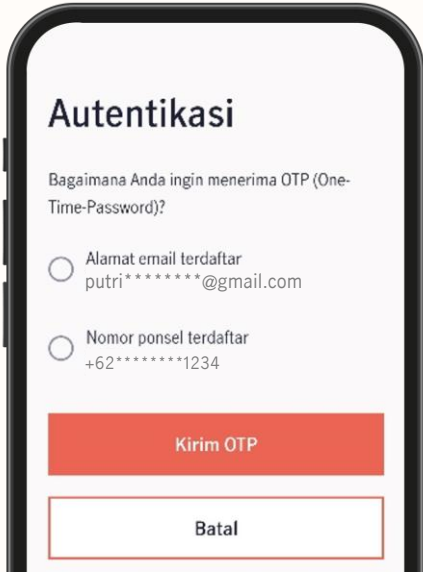 Autentikasi
Bagaimana Anda ingin menerima OTP (One-
Time-Password)?
Alamat email terdaftar
putri********@gmail.com
Nomor ponsel terdaftar
+62********1234
Kirim OTP
Batal